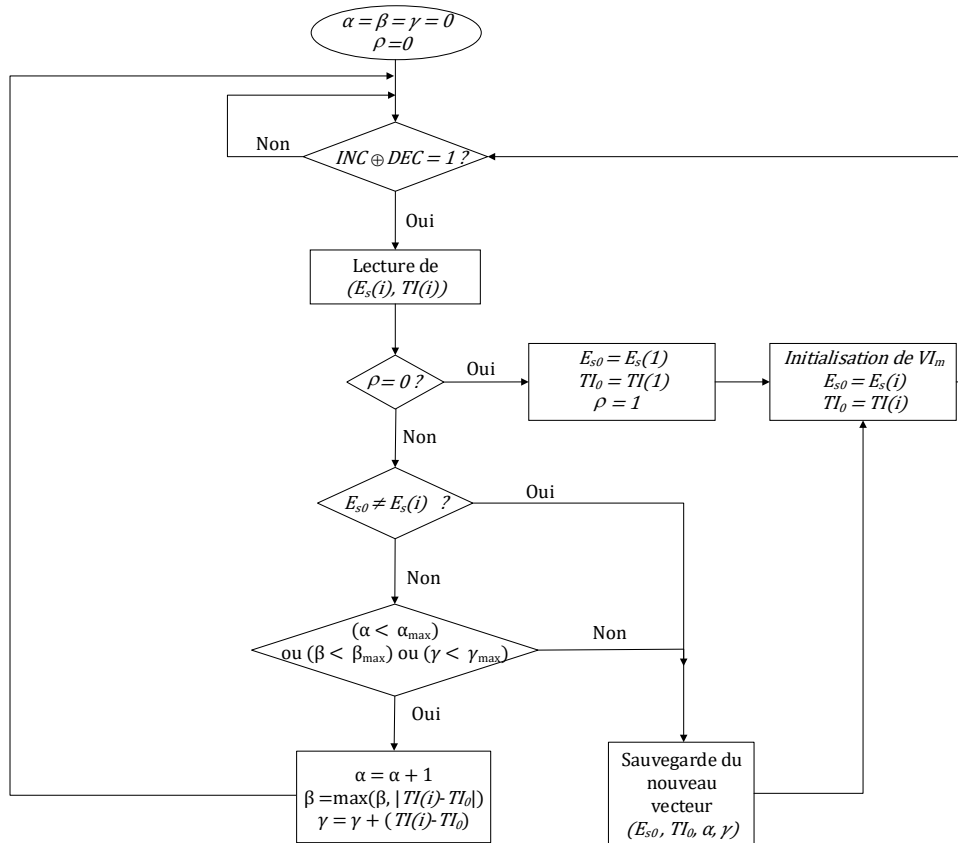 α = β = γ = 0
ρ=0
Non
INC ⊕ DEC = 1 ?
Oui
Lecture de
(Es(i), TI(i))
ρ= 0 ?
Oui
Es0 = Es(1)
TI0 = TI(1)
ρ = 1
Initialisation de VIm
Es0 = Es(i)
TI0 = TI(i)
Non
Es0 ≠ Es(i) ?
Oui
Non
(α < αmax)
ou (β < βmax) ou (γ < γmax)
Non
Oui
α = α + 1
β =max(β, |TI(i)-TI0|)
γ = γ + (TI(i)-TI0)
Sauvegarde du
nouveau
vecteur
(Es0 , TI0, α, γ)